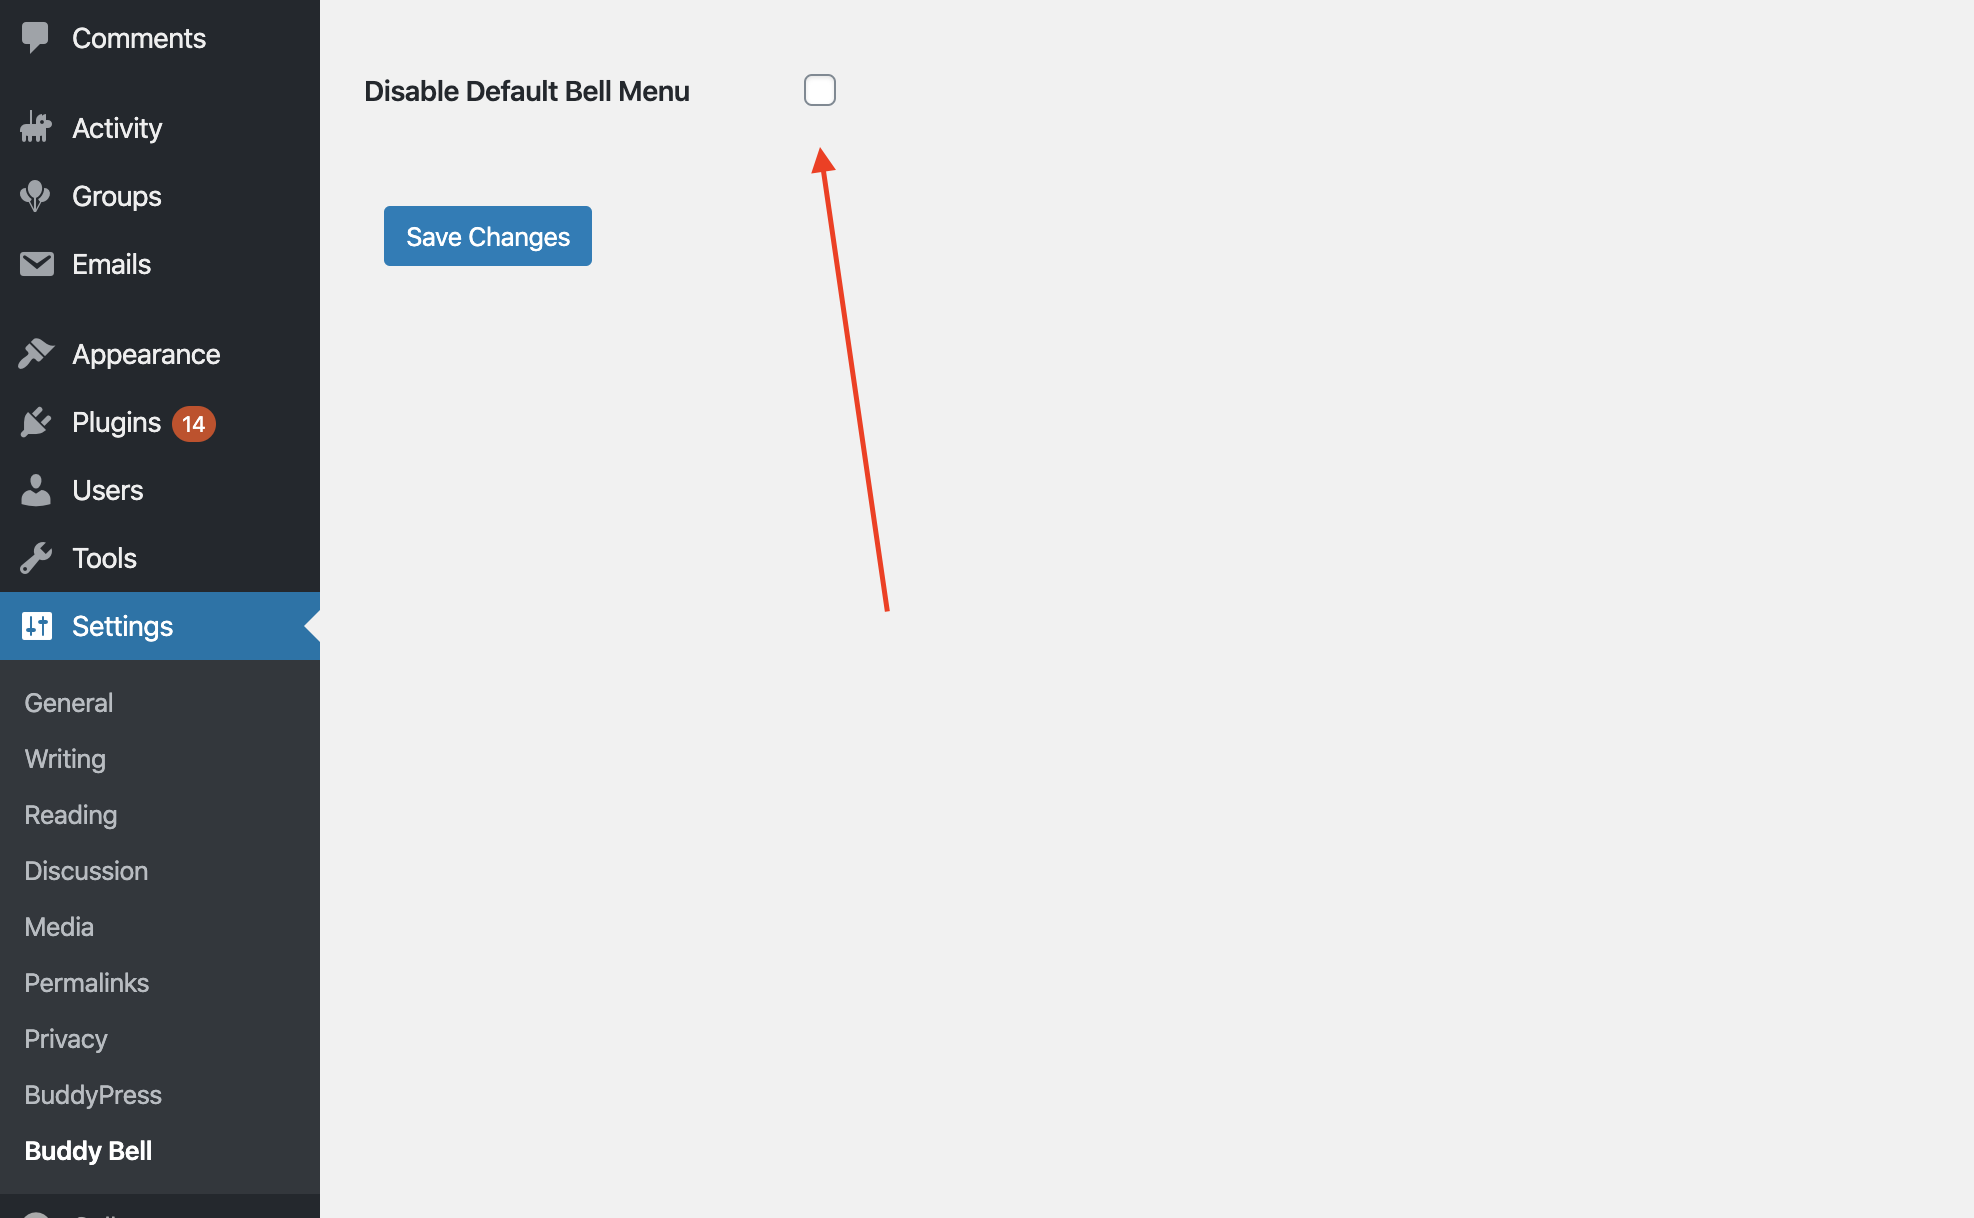 Comments
Activity
Groups
Emails
Appearance
Plugins 14
Users
Tools
Settings
General
Writing
Reading
Discussion
Media
Permalinks
Privacy
BuddyPress
Buddy Bell
Disable Default Bell Menu
Save Changes